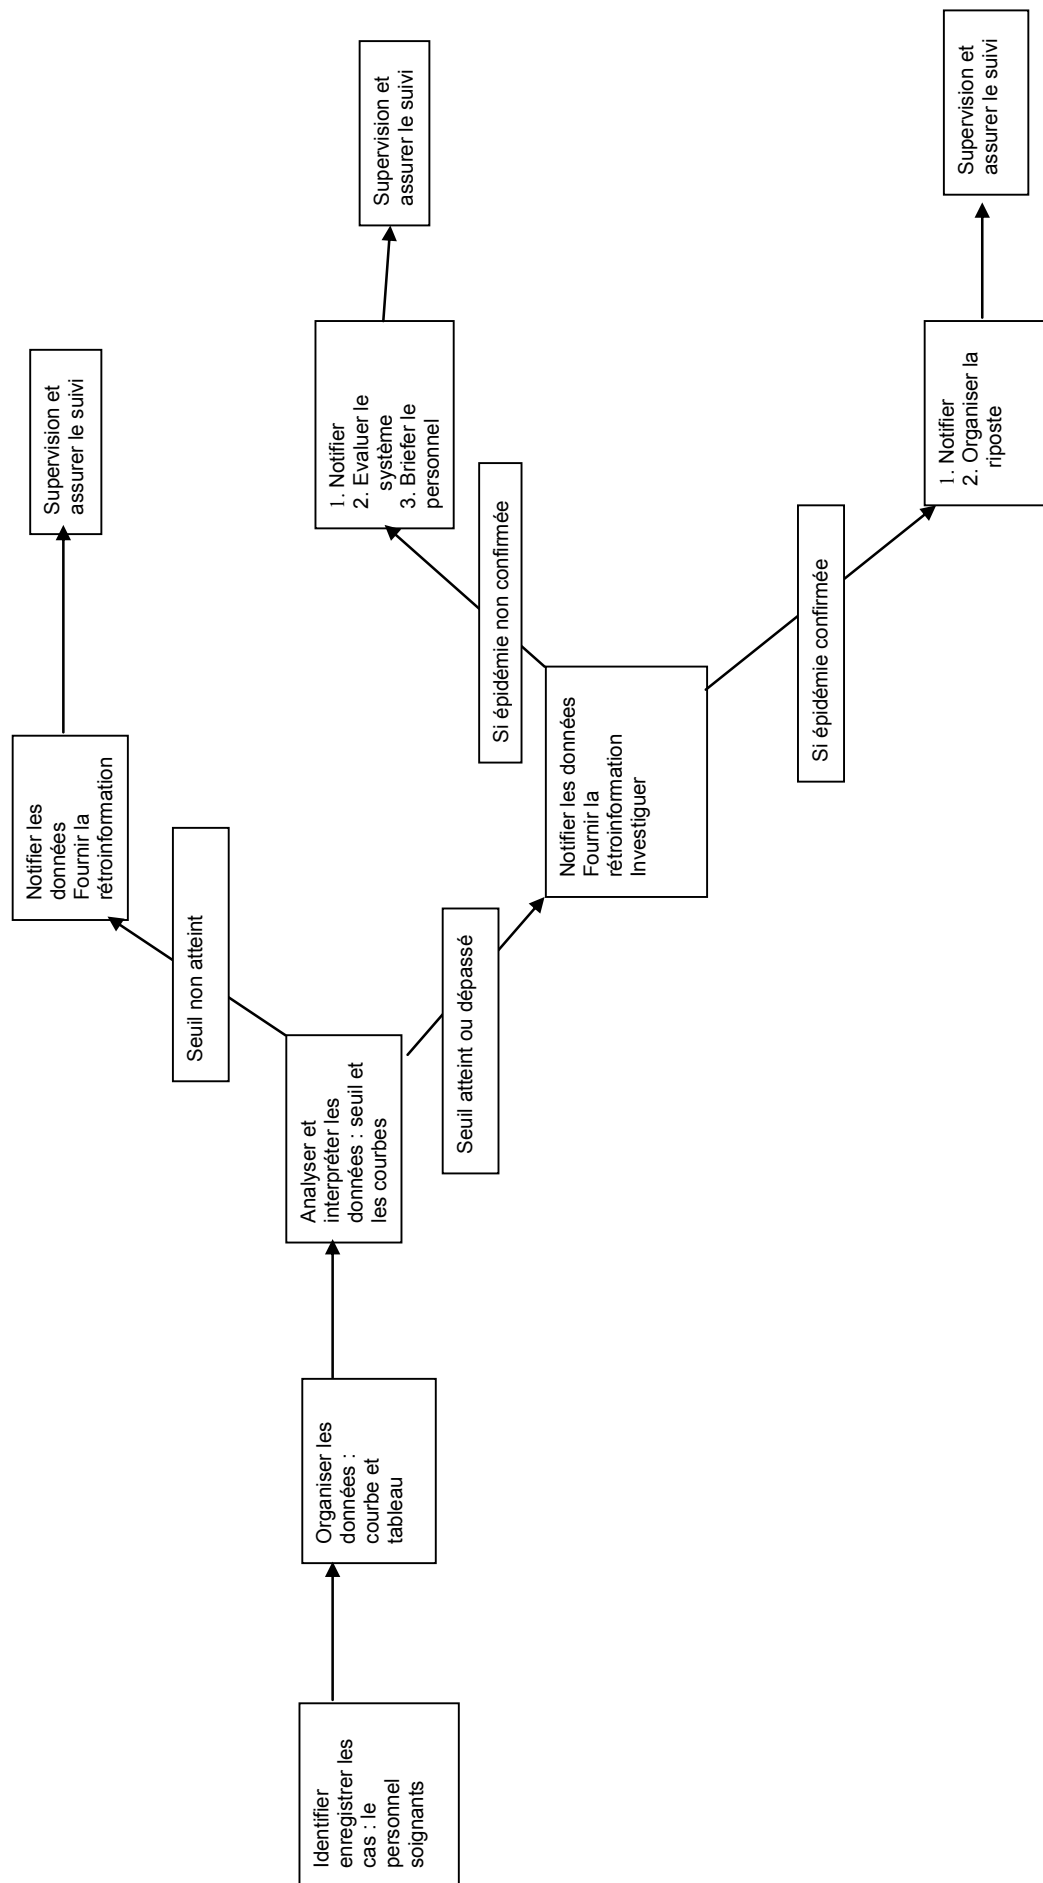 Identifier
enregistrer les
cas : le
personnel
soignants
Organiser les
données :
courbe et
tableau
Analyser et
interpréter les
données : seuil et
les courbes
Seuil non atteint
Notifier les
données
Fournir la
rétroinformation
Supervision et
assurer le suivi
Seuil atteint ou dépassé
Notifier les données
Fournir la
rétroinformation
Investiguer
Si épidémie non confirmée
1. Notifier
2. Evaluer le
système
3. Briefer le
personnel
Supervision et
assurer le suivi
Si épidémie confirmée
1. Notifier
2. Organiser la
riposte
Supervision et
assurer le suivi